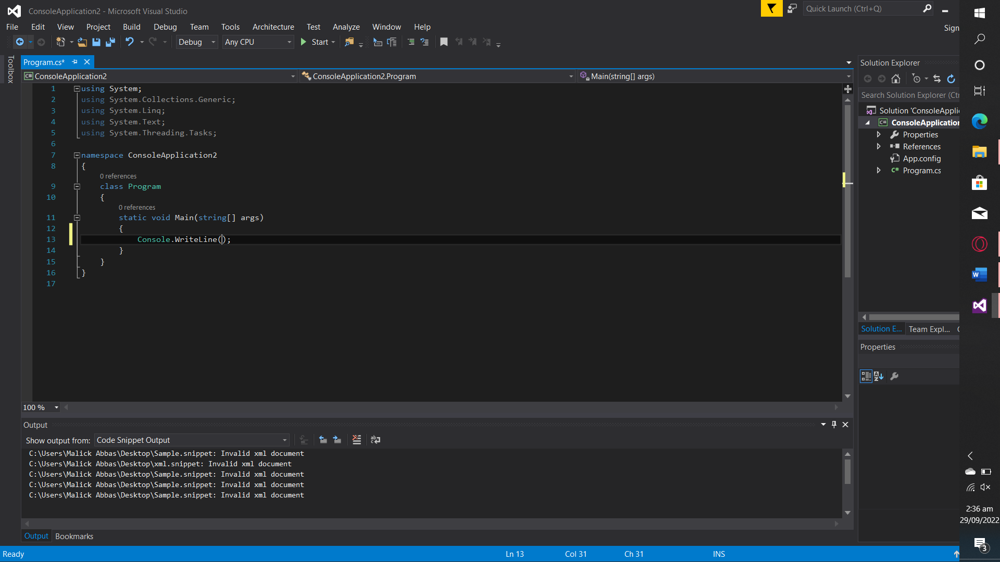 ConsoleApplication2 - Microsoft Visual Studio
Quick Launch (Ctrl+Q)
File Edit View Project Build Debug Team Tools Architecture Test Analyze Window Help
Sign
Debug Any CPU Start
Toolbox
Program.cs*
Solution Explorer
ConsoleApplication2 ConsoleApplication2.Program Main(string[] args)
Search Solution Explorer (Ctr
Solution 'ConsoleAppli
ConsoleApplication
Properties
References
App.config
Program.cs
1 using System;
2 using System.Collections.Generic;
3 using System.Linq;
4 using System.Text;
5 using System.Threading.Tasks;
6
7 namespace ConsoleApplication2
8 {
0 references
9 class Program
10 {
0 references
11 static void Main(string[] args)
12 {
13 Console.WriteLine();
14 }
15 }
16 }
17
Solution E... Team Expl...
Properties
100 %
Output
Show output from: Code Snippet Output
C:\Users\Malick Abbas\Desktop\Sample.snippet: Invalid xml document
C:\Users\Malick Abbas\Desktop\xml.snippet: Invalid xml document
C:\Users\Malick Abbas\Desktop\Sample.snippet: Invalid xml document
C:\Users\Malick Abbas\Desktop\Sample.snippet: Invalid xml document
C:\Users\Malick Abbas\Desktop\Sample.snippet: Invalid xml document
Output Bookmarks
Ready Ln 13 Col 31 Ch 31 INS
2:36 am
29/09/2022
3